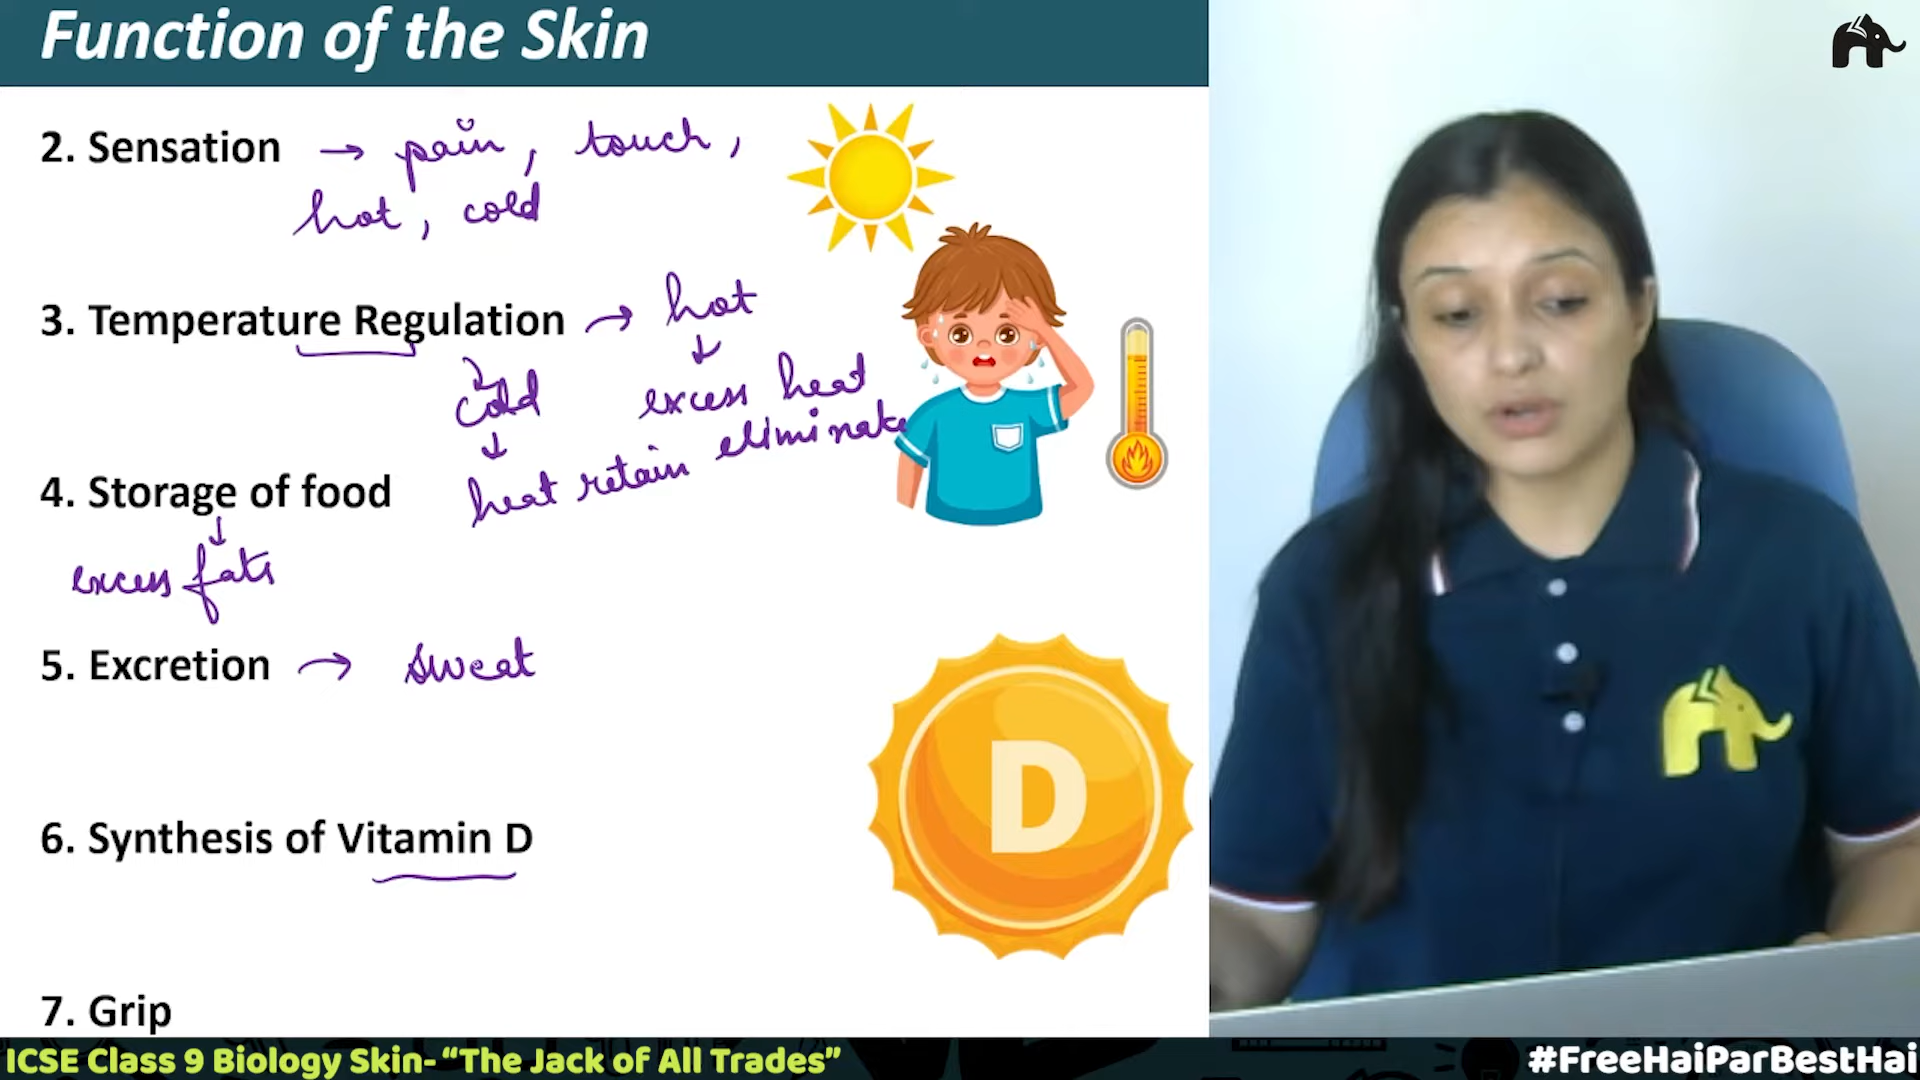 Function of the Skin
2. Sensation → pain, touch,
hot, cold
3. Temperature Regulation → hot
cold
excess heat
eliminate
heat retain
4. Storage of food
excess fats
5. Excretion → sweat
6. Synthesis of Vitamin D
D
7. Grip
ICSE Class 9 Biology Skin- “The Jack of All Trades”
#FreeHaiParBestHai